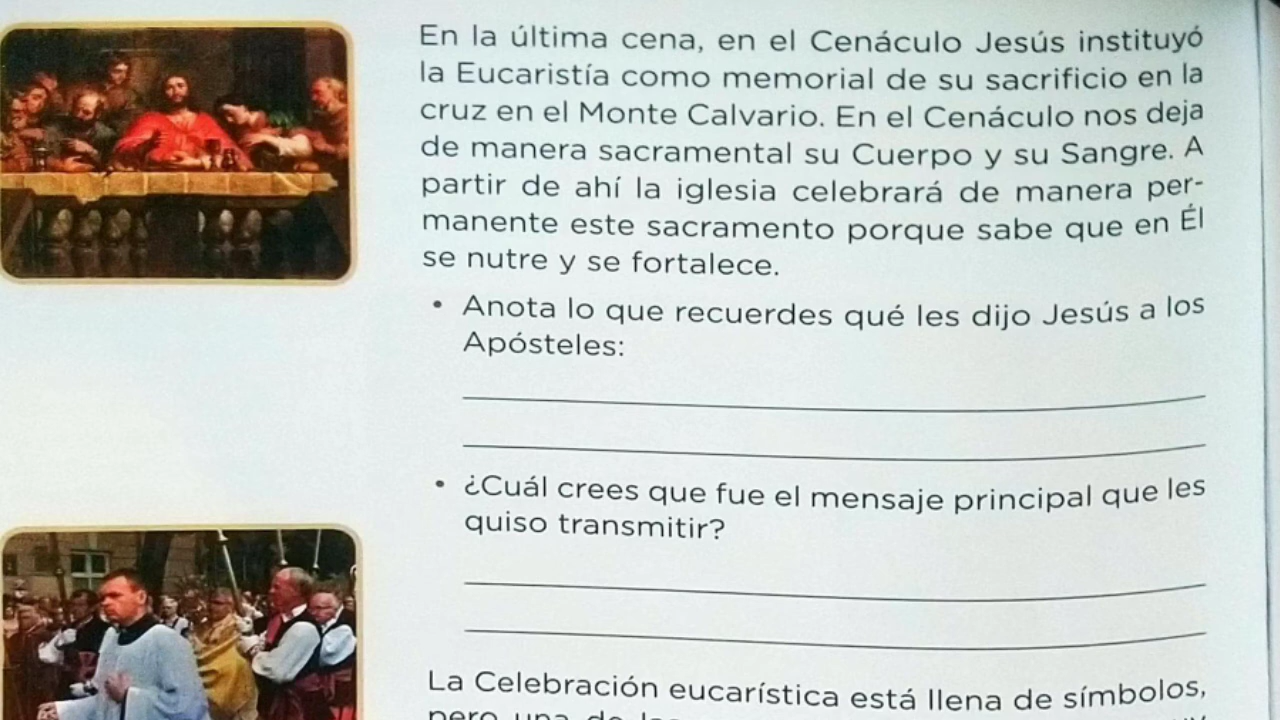 En la última cena, en el Cenáculo Jesús instituyó
la Eucaristía como memorial de su sacrificio en la
cruz en el Monte Calvario. En el Cenáculo nos deja
de manera sacramental su Cuerpo y su Sangre. A
partir de ahí la iglesia celebrará de manera per-
manente este sacramento porque sabe que en Él
se nutre y se fortalece.
• Anota lo que recuerdes qué les dijo Jesús a los
Apósteles:
• ¿Cuál crees que fue el mensaje principal que les
quiso transmitir?
La Celebración eucarística está llena de símbolos,
pero una de